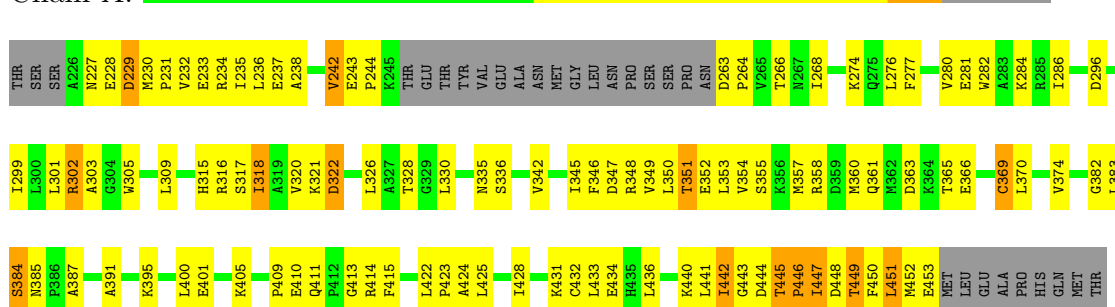 THR SER SER A226 N227 E228 D229 M230 P231 V232 E233 R234 I235 L236 E237 A238 V242 E243 P244 K245 THR GLU THR TYR VAL GLU ALA ASN MET GLY LEU ASN PRO SER SER PRO ASN D263 P264 V265 T266 N267 I268 K274 Q275 L276 F277 V280 E281 W282 A283 K284 R285 I286 D296
I299 L300 L301 R302 A303 G304 W305 L309 H315 R316 S317 I318 A319 V320 K321 D322 L326 A327 T328 G329 L330 N335 S336 V342 I345 F346 D347 R348 V349 L350 T351 E352 L353 V354 S355 K356 M357 R358 D359 M360 Q361 M362 D363 K364 T365 E366 C369 L370 V374 G382 L383
S384 N385 P386 A387 A391 K395 L400 E401 K405 P409 E410 Q411 P412 G413 R414 F415 L422 P423 A424 L425 I428 K431 C432 L433 E434 H435 L436 K440 L441 I442 G443 D444 T445 P446 I447 D448 T449 F450 L451 M452 E453 MET LEU GLU ALA PRO HIS GLN MET THR